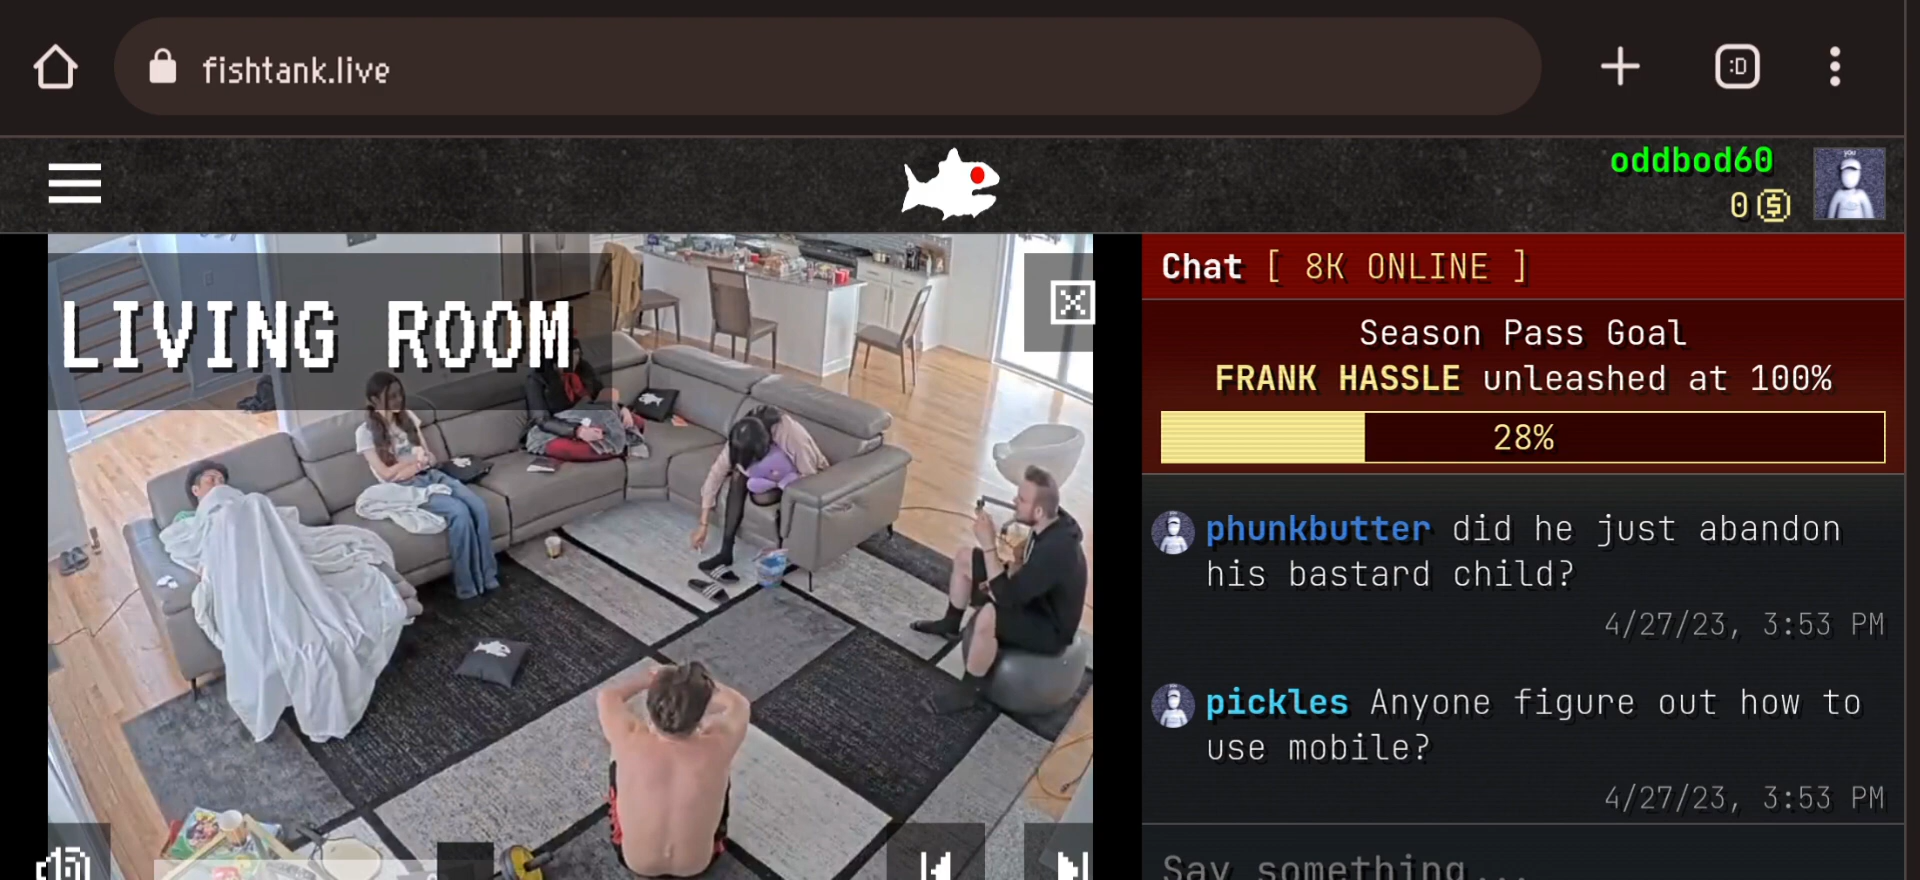 fishtank.live
:D
oddbod60
0
LIVING ROOM
Chat [ 8K ONLINE ]
Season Pass Goal
FRANK HASSLE unleashed at 100%
28%
phunkbutter did he just abandon
his bastard child?
4/27/23, 3:53 PM
pickles Anyone figure out how to
use mobile?
4/27/23, 3:53 PM
Say something...